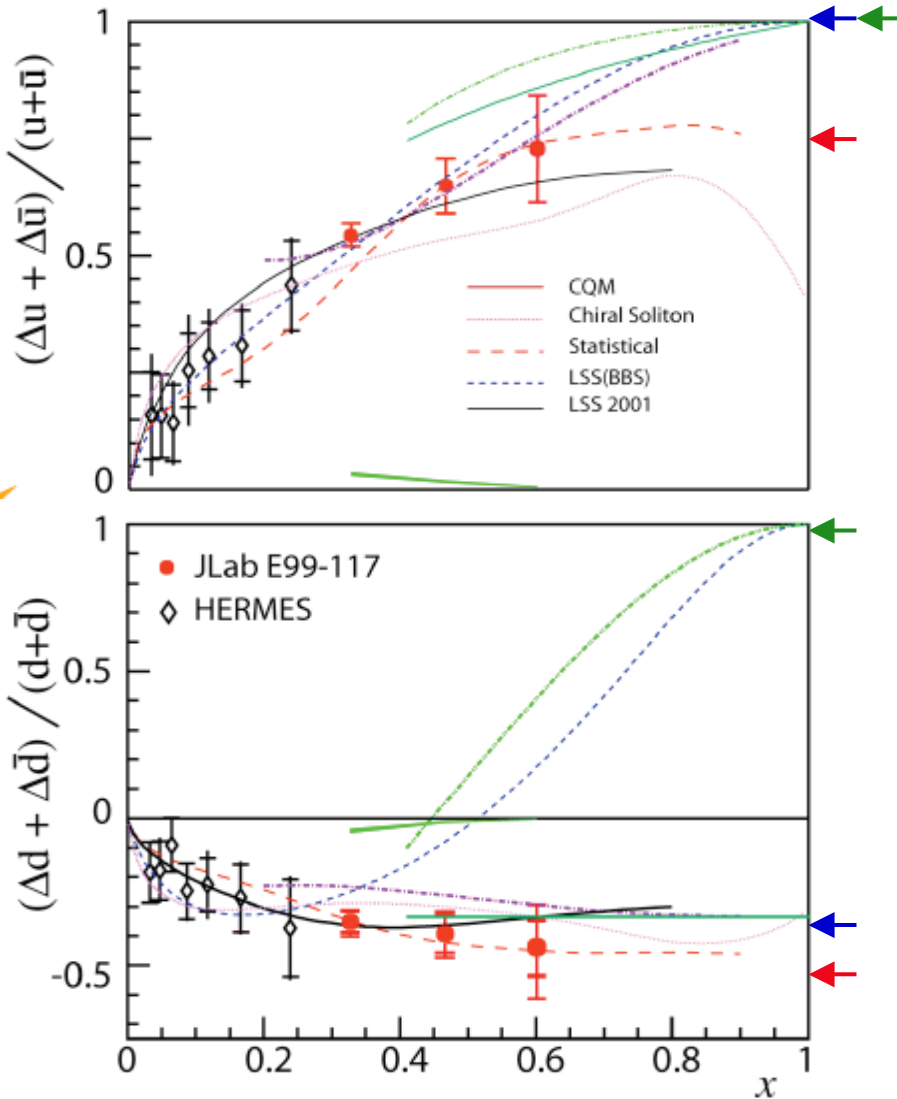 1
(Δu + Δū)/(u+ū)
0.5
CQM
Chiral Soliton
Statistical
LSS(BBS)
LSS 2001
0
1
JLab E99-117
HERMES
(Δd + Δd̄)/(d+d̄)
0.5
0
-0.5
0 0.2 0.4 0.6 0.8 1
x